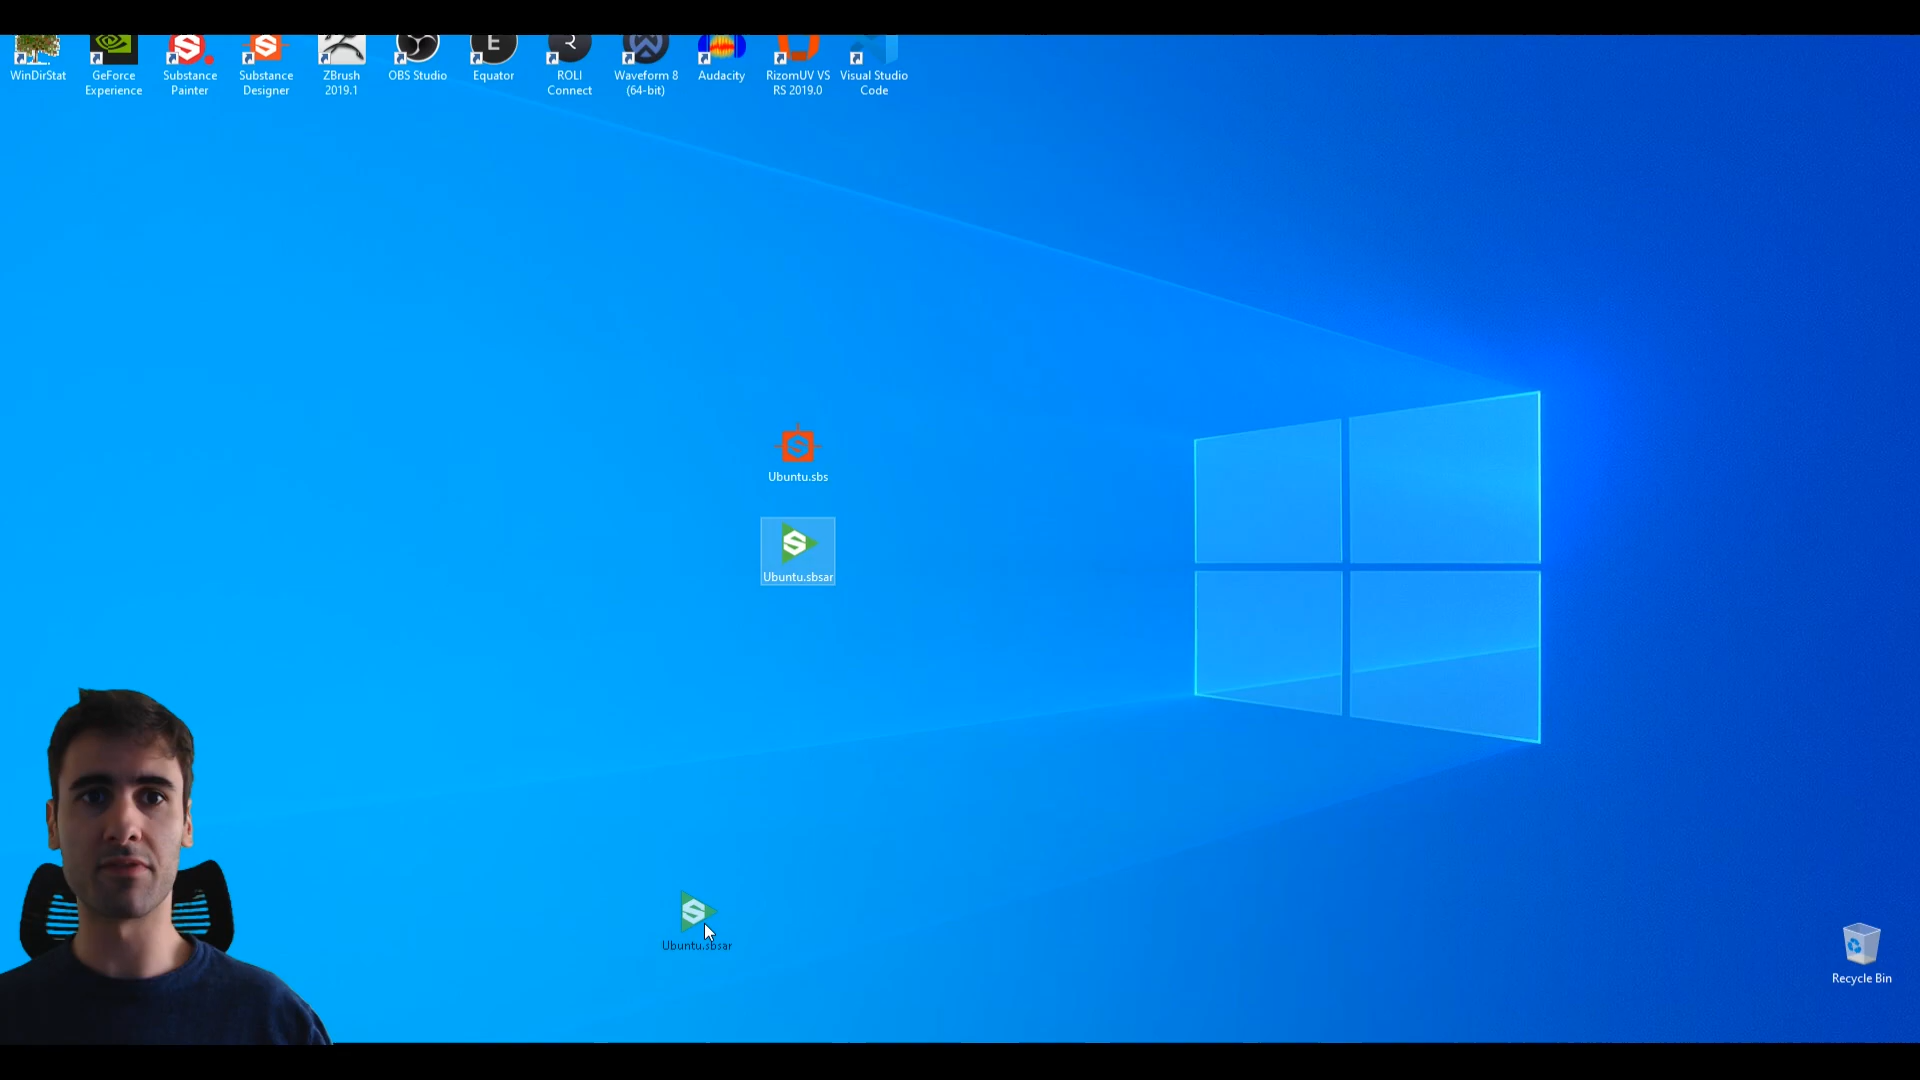 WinDirStat
GeForce
Experience
Substance
Painter
Substance
Designer
ZBrush
2019.1
OBS Studio
Equator
ROLI
Connect
Waveform 8
(64-bit)
Audacity
RizomUV VS
RS 2019.0
Visual Studio
Code
Ubuntu.sbs
Ubuntu.sbsar
Ubuntu.sbsar
Recycle Bin